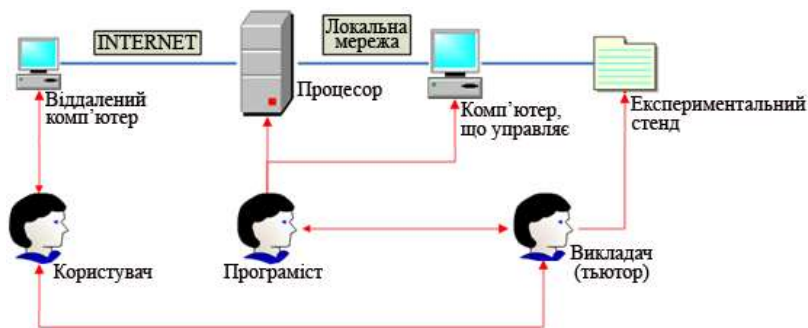 INTERNET
Локальна
мережа
Віддалений
комп’ютер
Процесор
Комп’ютер,
що управляє
Експериментальний
стенд
Користувач
Програміст
Викладач
(тьютор)